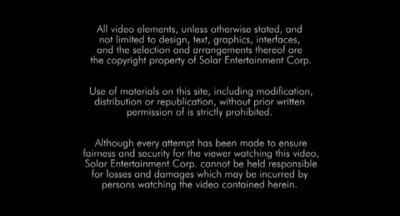 All video elements, unless otherwise stated, and
not limited to design, text, graphics, interfaces,
and the selection and arrangements thereof are
the copyright property of Solar Entertainment Corp.
Use of materials on this site, including modification,
distribution or republication, without prior written
permission of is strictly prohibited.
Although every attempt has been made to ensure
fairness and security for the viewer watching this video,
Solar Entertainment Corp. cannot be held responsible
for losses and damages which may be incurred by
persons watching the video contained herein.